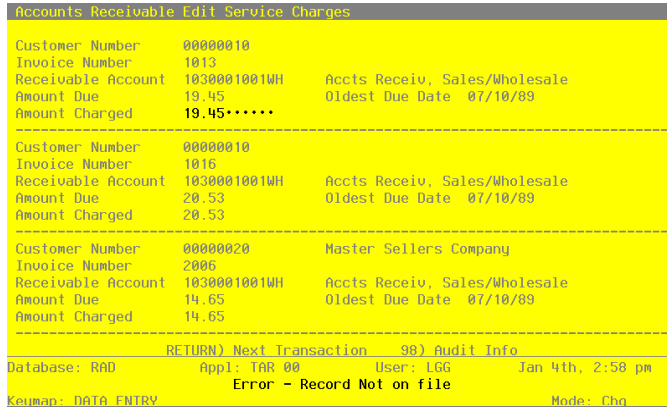 Accounts Receivable Edit Service Charges
Customer Number 00000010
Invoice Number 1013
Receivable Account 1030001001WH Accts Receiv, Sales/Wholesale
Amount Due 19.45 Oldest Due Date 07/10/89
Amount Charged 19.45••••••
Customer Number 00000010
Invoice Number 1016
Receivable Account 1030001001WH Accts Receiv, Sales/Wholesale
Amount Due 20.53 Oldest Due Date 07/10/89
Amount Charged 20.53
Customer Number 00000020 Master Sellers Company
Invoice Number 2006
Receivable Account 1030001001WH Accts Receiv, Sales/Wholesale
Amount Due 14.65 Oldest Due Date 07/10/89
Amount Charged 14.65
RETURN) Next Transaction 98) Audit Info
Database: RAD Appl: TAR 00 User: LGG Jan 4th, 2:58 pm
Error - Record Not on file
Keymap: DATA ENTRY Mode: Chg